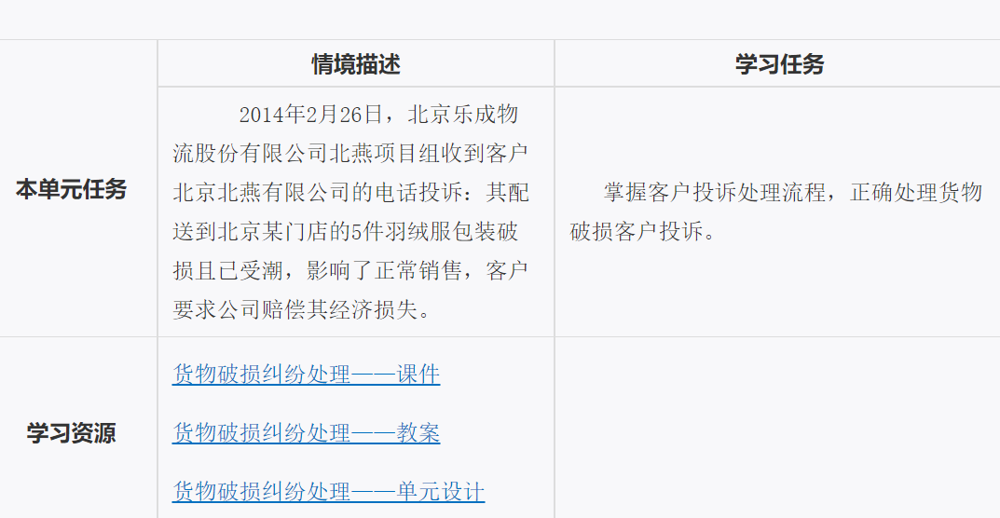 情境描述
学习任务
本单元任务
2014年2月26日，北京乐成物
流股份有限公司北燕项目组收到客户
北京北燕有限公司的电话投诉：其配
送到北京某门店的5件羽绒服包装破
损且已受潮，影响了正常销售，客户
要求公司赔偿其经济损失。
掌握客户投诉处理流程，正确处理货物
破损客户投诉。
学习资源
货物破损纠纷处理——课件
货物破损纠纷处理——教案
货物破损纠纷处理——单元设计